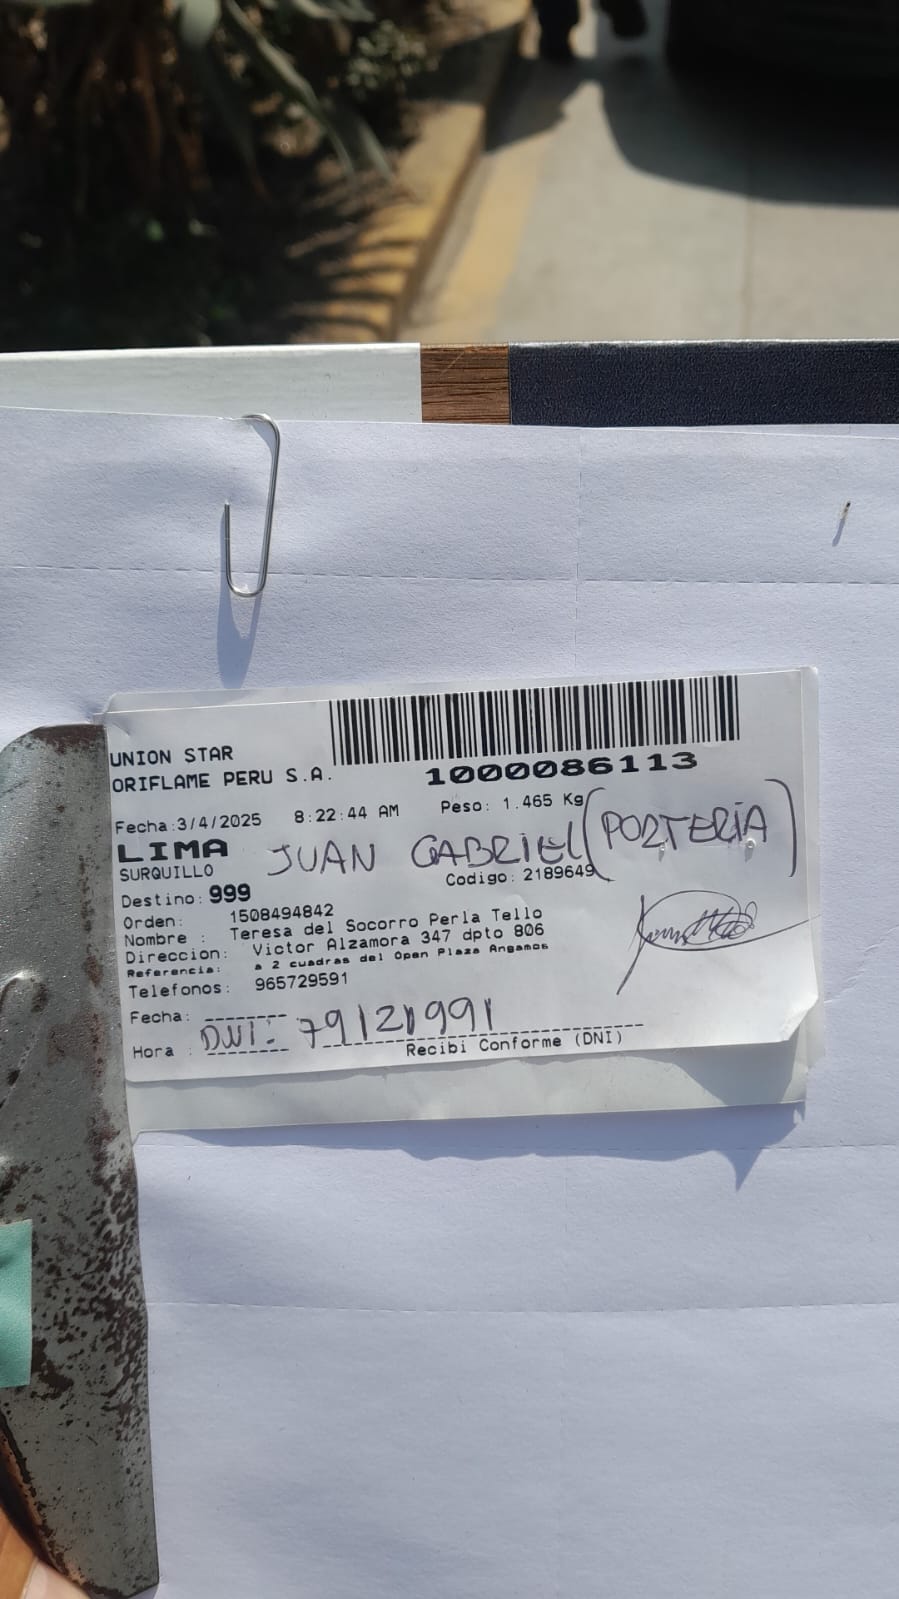 UNION STAR
ORIFLAME PERU S.A.
1000086113
Fecha:3/4/2025 8:22:44 AM Peso: 1.465 Kg
LIMA JUAN GABRIEL (PORTERÍA)
SURQUILLO Codigo: 2189649
Destino: 999
Orden: 1508494842
Nombre : Teresa del Socorro Perla Tello
Direccion: Victor Alzamora 347 dpto 806
Referencia: a 2 cuadras del Open Plaza Angamos
Telefonos: 965729591
Fecha:
Hora : DNI: 79121991
Recibi Conforme (DNI)